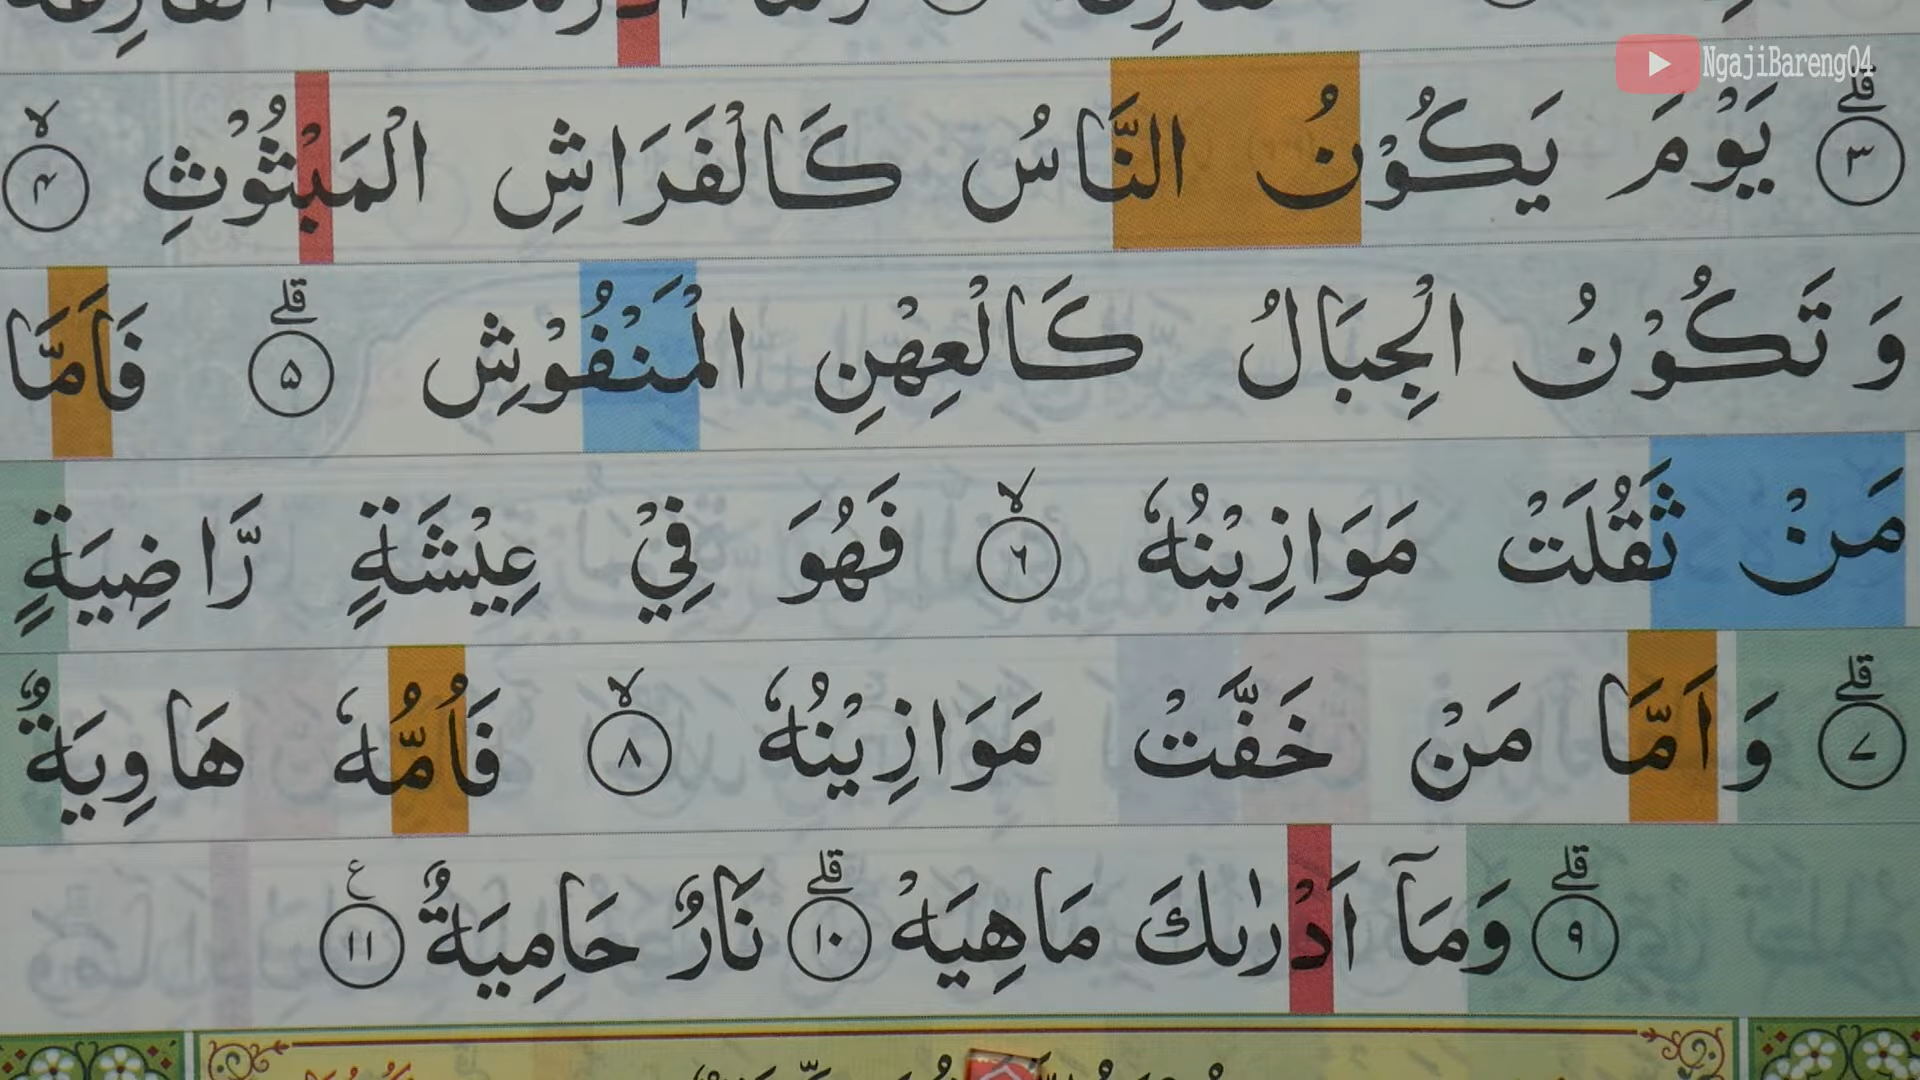 NgajiBareng04
٣ يَوْمَ يَكُوْنُ النَّاسُ كَالْفَرَاشِ الْمَبْثُوْثِ ۙ ٤
وَتَكُوْنُ الْجِبَالُ كَالْعِهْنِ الْمَنْفُوْشِ ۗ ٥ فَاَمَّا
مَنْ ثَقُلَتْ مَوَازِيْنُهٗ ۙ ٦ فَهُوَ فِيْ عِيْشَةٍ رَّاضِيَةٍ
ۗ ٧ وَاَمَّا مَنْ خَفَّتْ مَوَازِيْنُهٗ ۙ ٨ فَاُمُّهٗ هَاوِيَةٌ
ۗ ٩ وَمَآ اَدْرٰىكَ مَاهِيَهْ ۗ ١٠ نَارٌ حَامِيَةٌ ع ١١